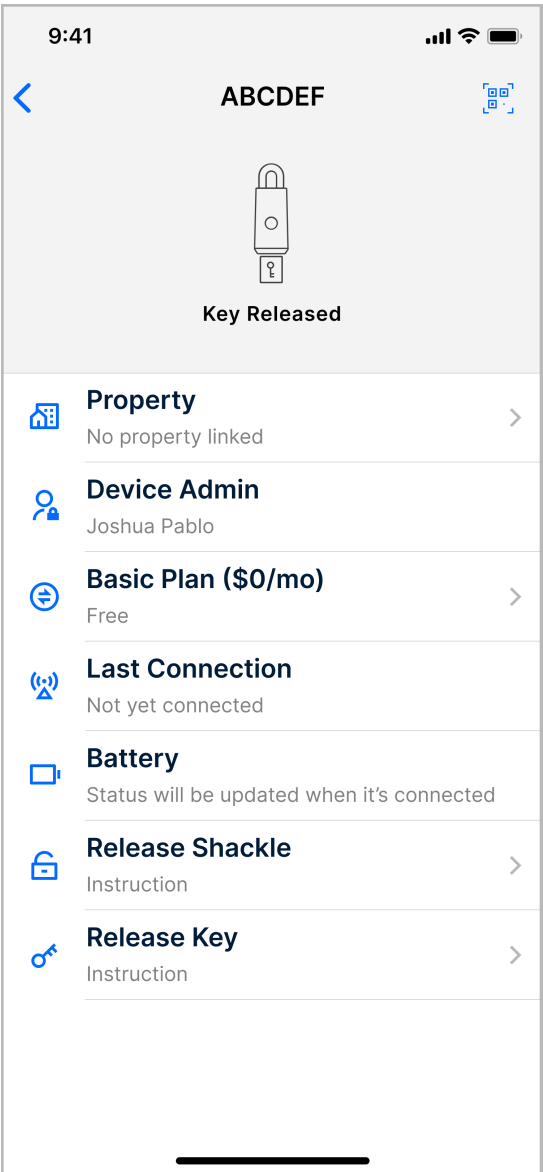 9:41
ABCDEF
Key Released
Property
No property linked
Device Admin
Joshua Pablo
Basic Plan ($0/mo)
Free
Last Connection
Not yet connected
Battery
Status will be updated when it’s connected
Release Shackle
Instruction
Release Key
Instruction